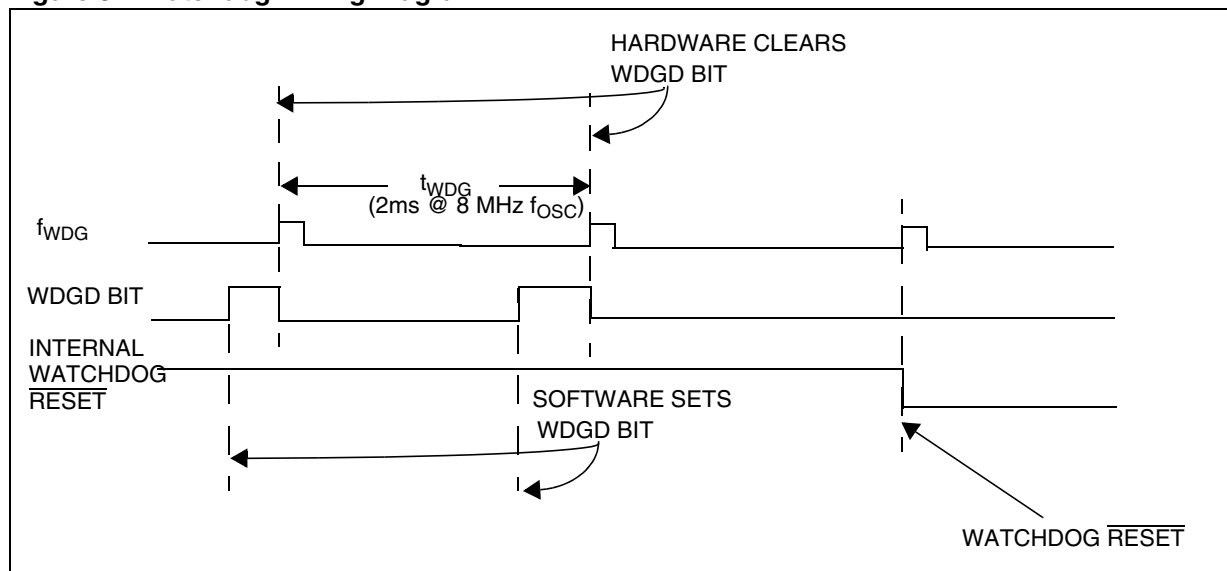 HARDWARE CLEARS
WDGD BIT
tWDG
(2ms @ 8 MHz fOSC)
fWDG
WDGD BIT
INTERNAL
WATCHDOG
RESET
SOFTWARE SETS
WDGD BIT
WATCHDOG RESET